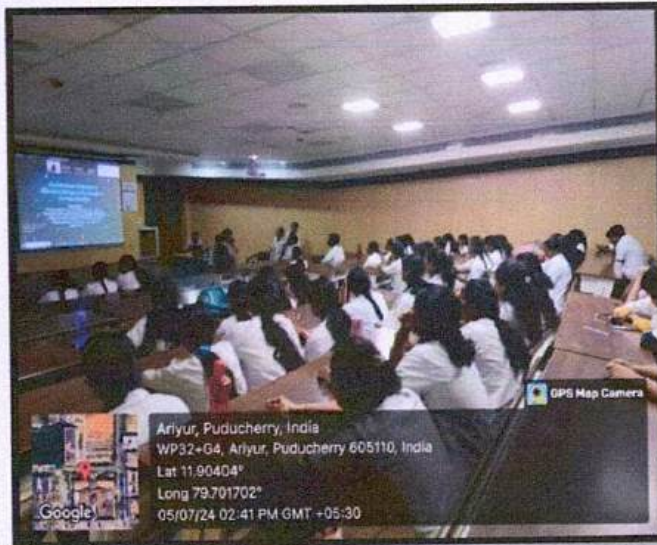 GPS Map Camera
Ariyur, Puducherry, India
WP32+G4, Ariyur, Puducherry 605110, India
Lat 11.90404°
Long 79.701702°
05/07/24 02:41 PM GMT +05:30
Google